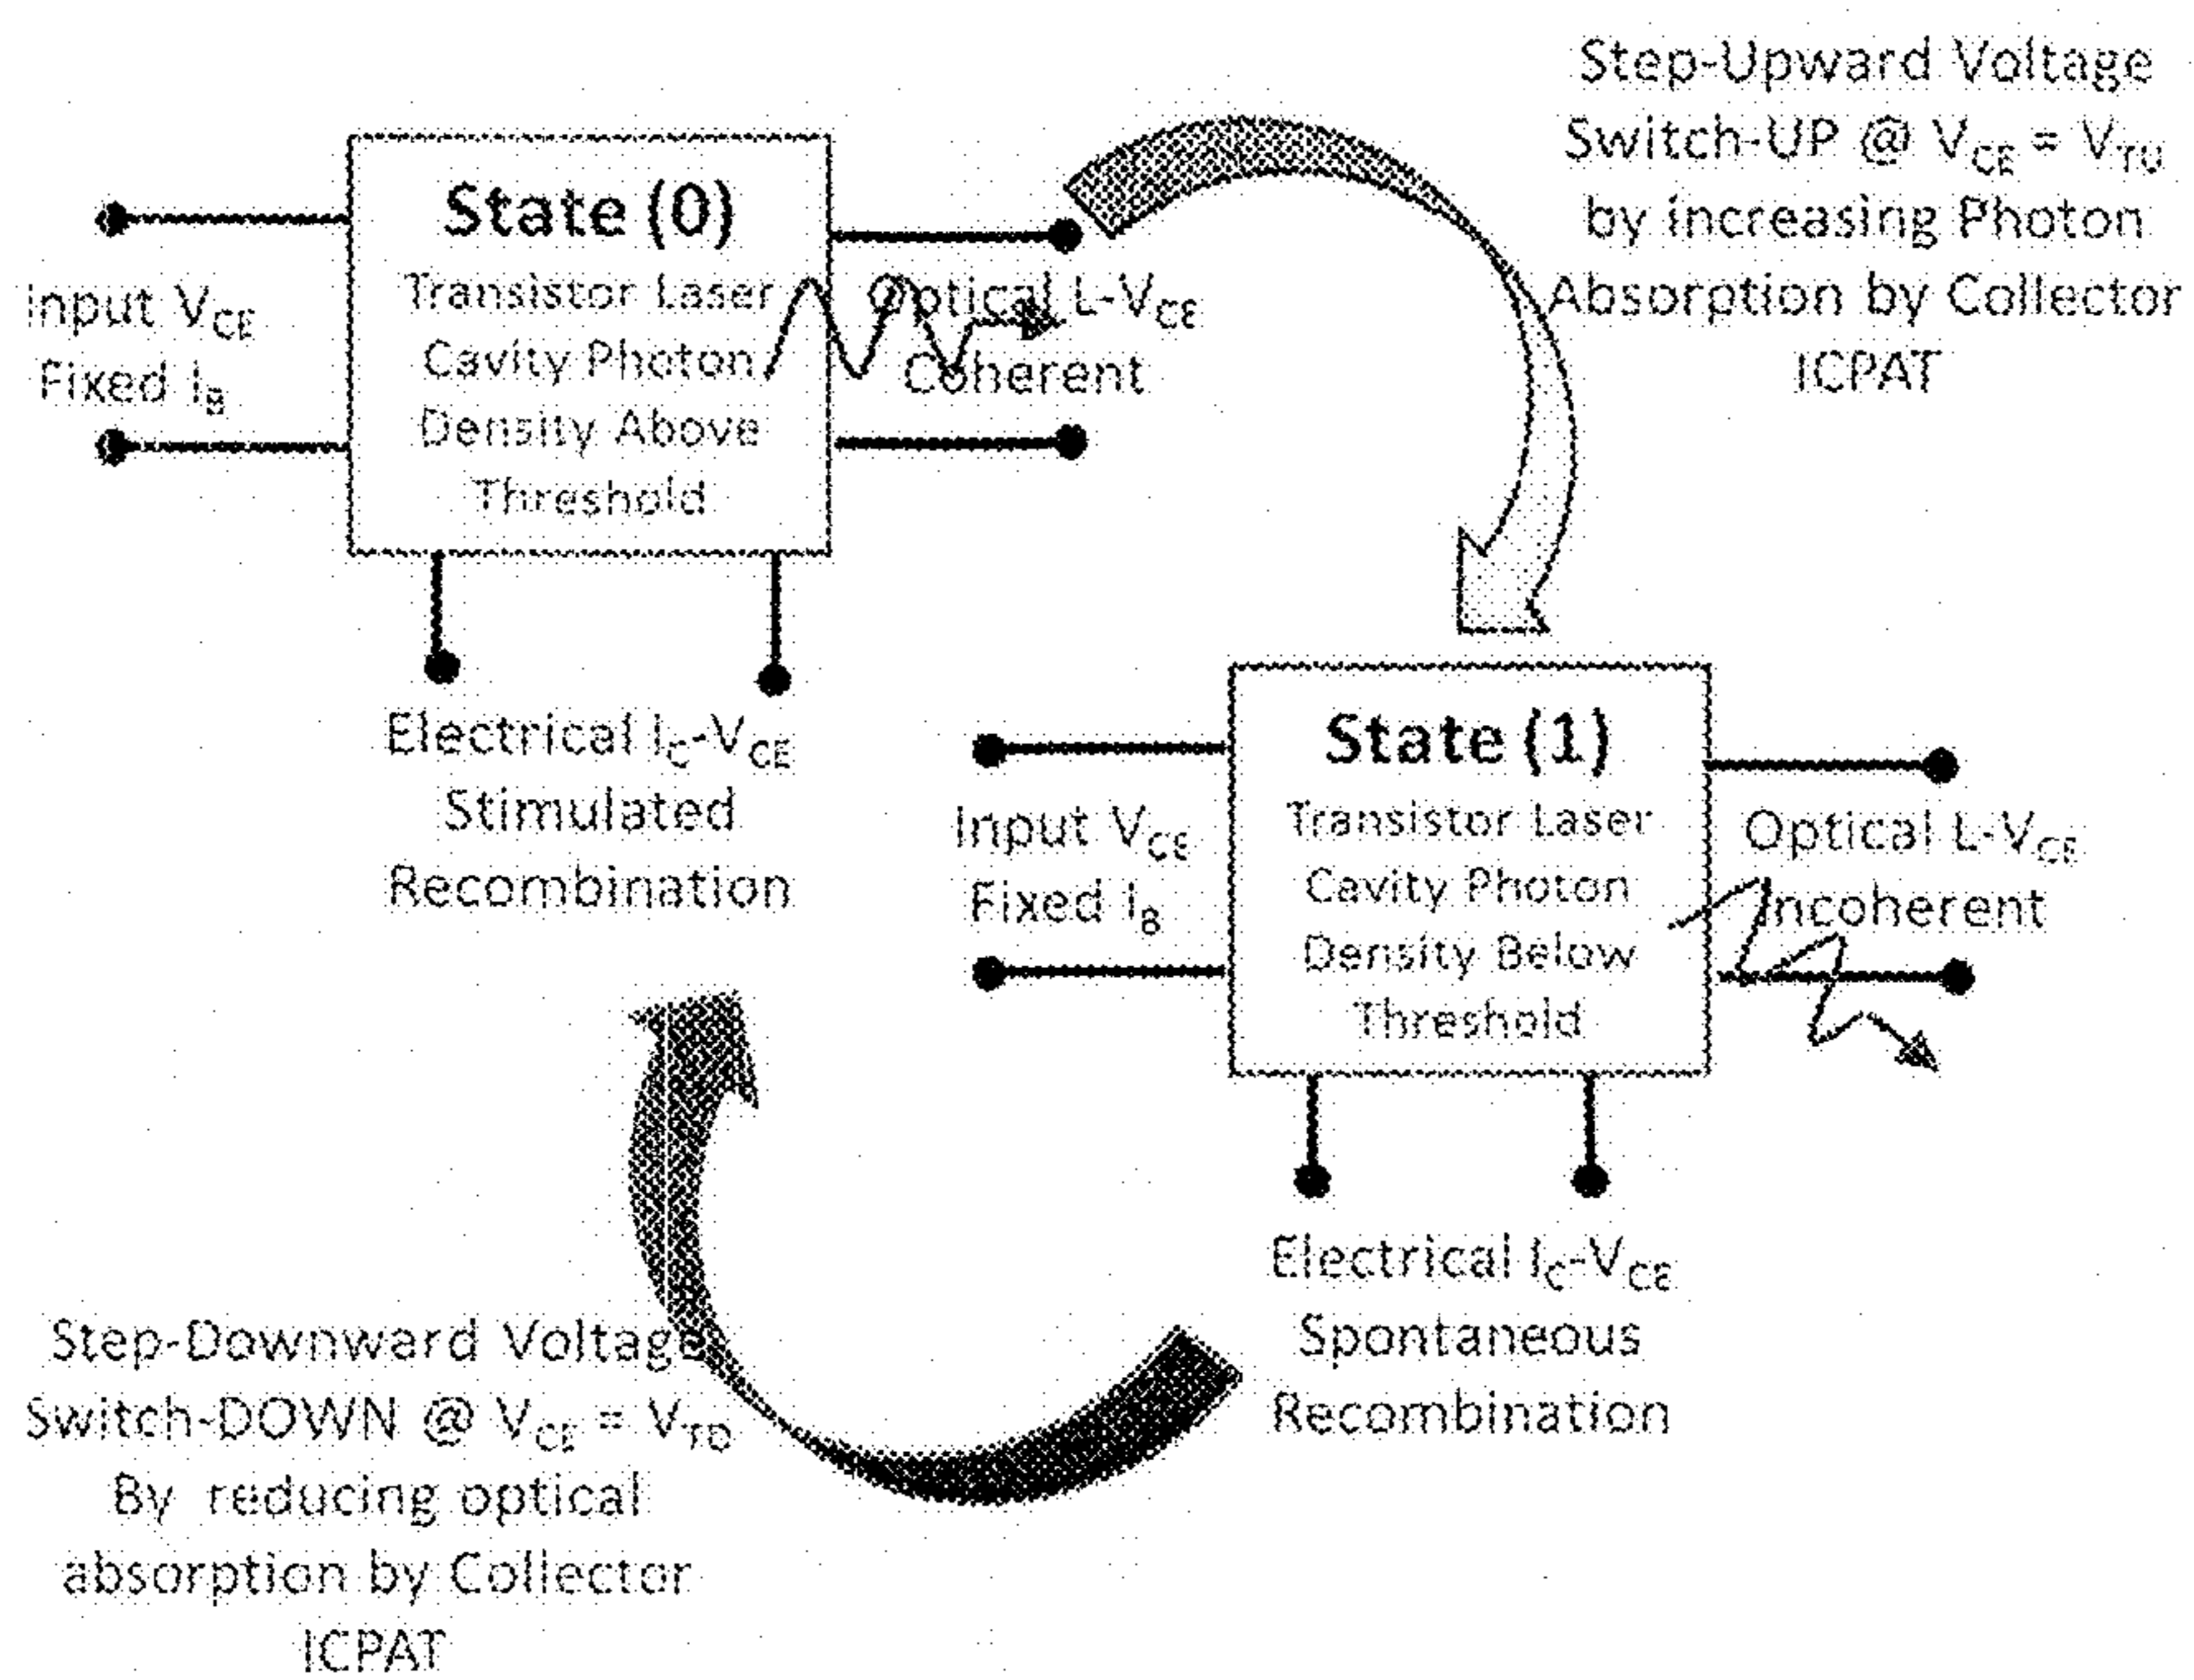 Step-Upward Voltage
Switch-UP @ V_CE = V_TU
by increasing Photon
Absorption by Collector
ICPAT
State (0)
Transistor Laser
Cavity Photon
Density Above
Threshold
Input V_CE
Fixed I_B
Optical L-V_CE
Coherent
Electrical I_C-V_CE
Stimulated
Recombination
State (1)
Transistor Laser
Cavity Photon
Density Below
Threshold
Input V_CE
Fixed I_B
Optical L-V_CE
Incoherent
Electrical I_C-V_CE
Spontaneous
Recombination
Step-Downward Voltage
Switch-DOWN @ V_CE = V_TD
By reducing optical
absorption by Collector
ICPAT